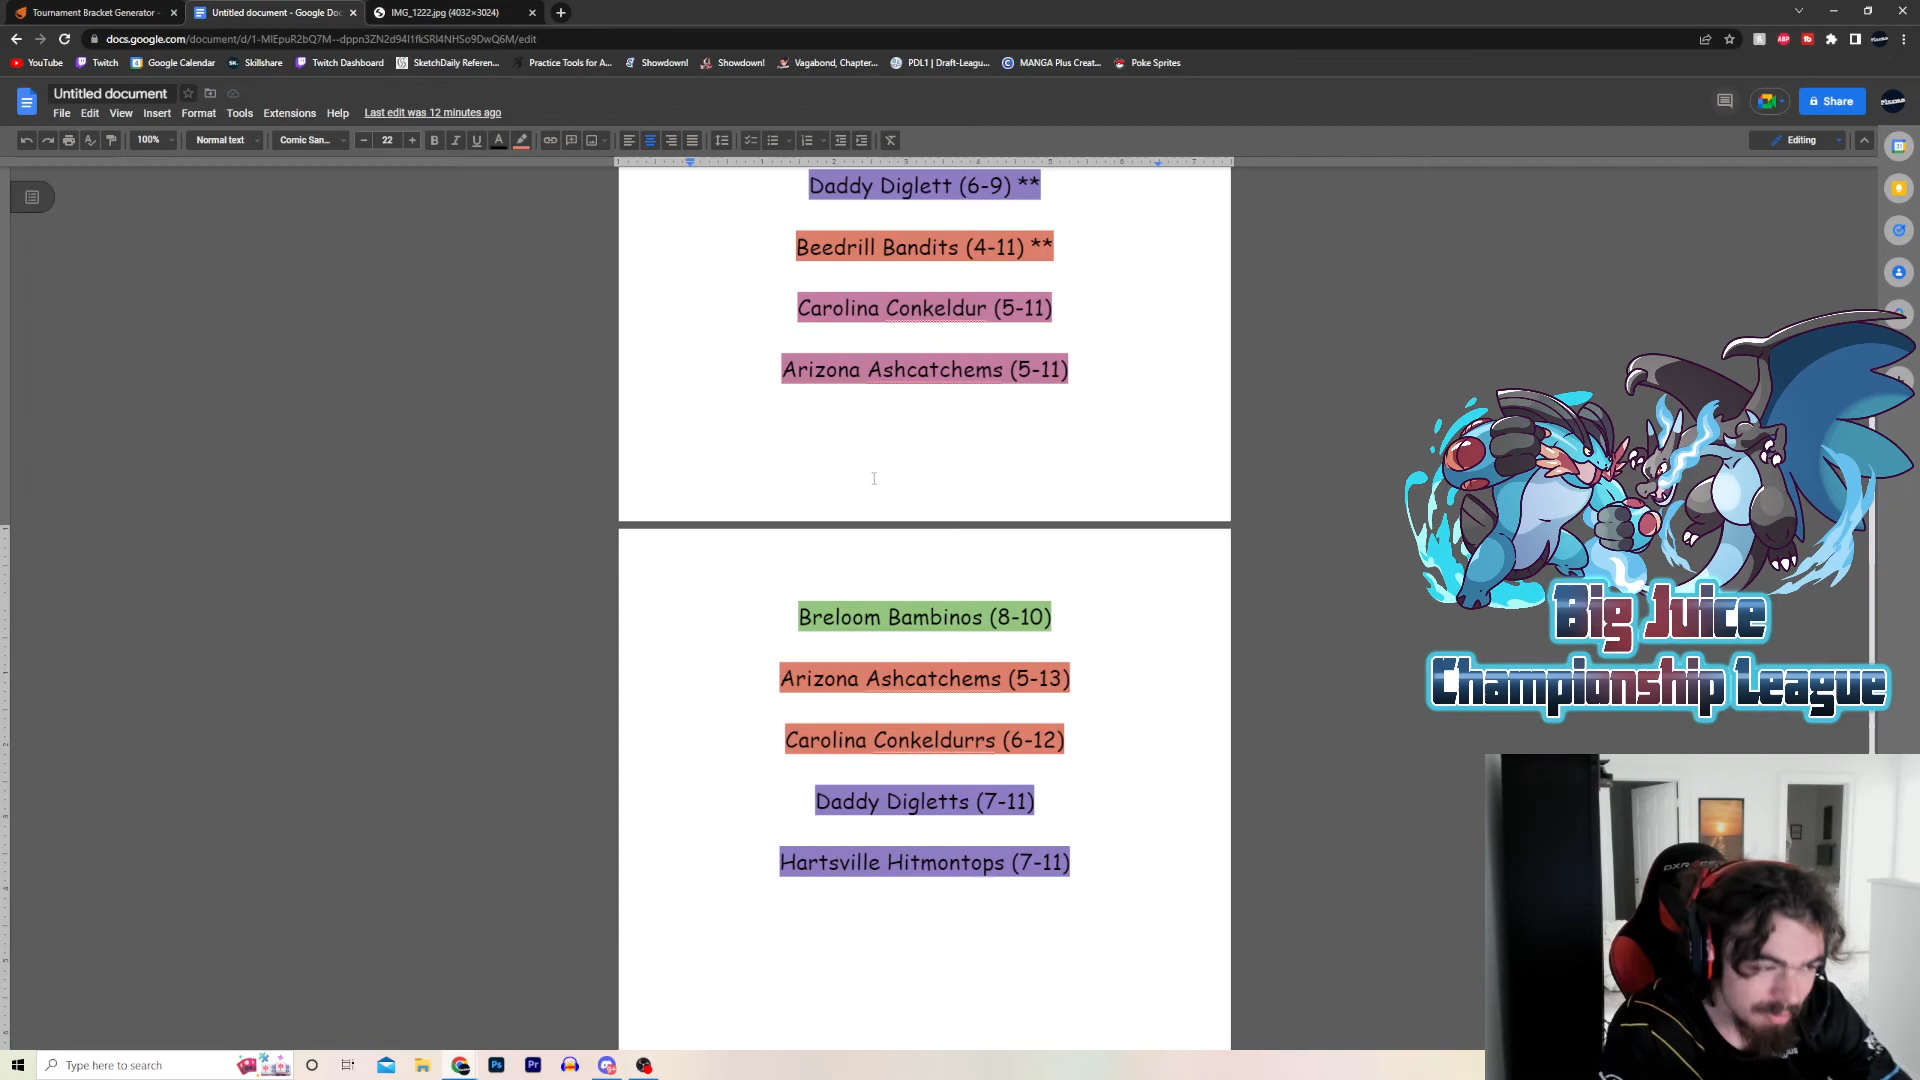 Tournament Bracket Generator -
Untitled document - Google Doc
IMG_1222.jpg (4032×3024)
docs.google.com/document/d/1-MlEpuR2bQ7M--dppn3ZN2d94l1fkSRl4NHSo9DwQ6M/edit
YouTube
Twitch
Google Calendar
Skillshare
Twitch Dashboard
SketchDaily Referen...
Practice Tools for A...
Showdown!
Showdown!
Vagabond, Chapter...
PDL1 | Draft-Leagu...
MANGA Plus Creat...
Poke Sprites
Untitled document
File Edit View Insert Format Tools Extensions Help Last edit was 12 minutes ago
Share
100% Normal text Comic San... 22
Editing
Daddy Diglett (6-9) **
Beedrill Bandits (4-11) **
Carolina Conkeldur (5-11)
Arizona Ashcatchems (5-11)
Breloom Bambinos (8-10)
Arizona Ashcatchems (5-13)
Carolina Conkeldurrs (6-12)
Daddy Digletts (7-11)
Hartsville Hitmontops (7-11)
Big Juice
Championship League
Type here to search